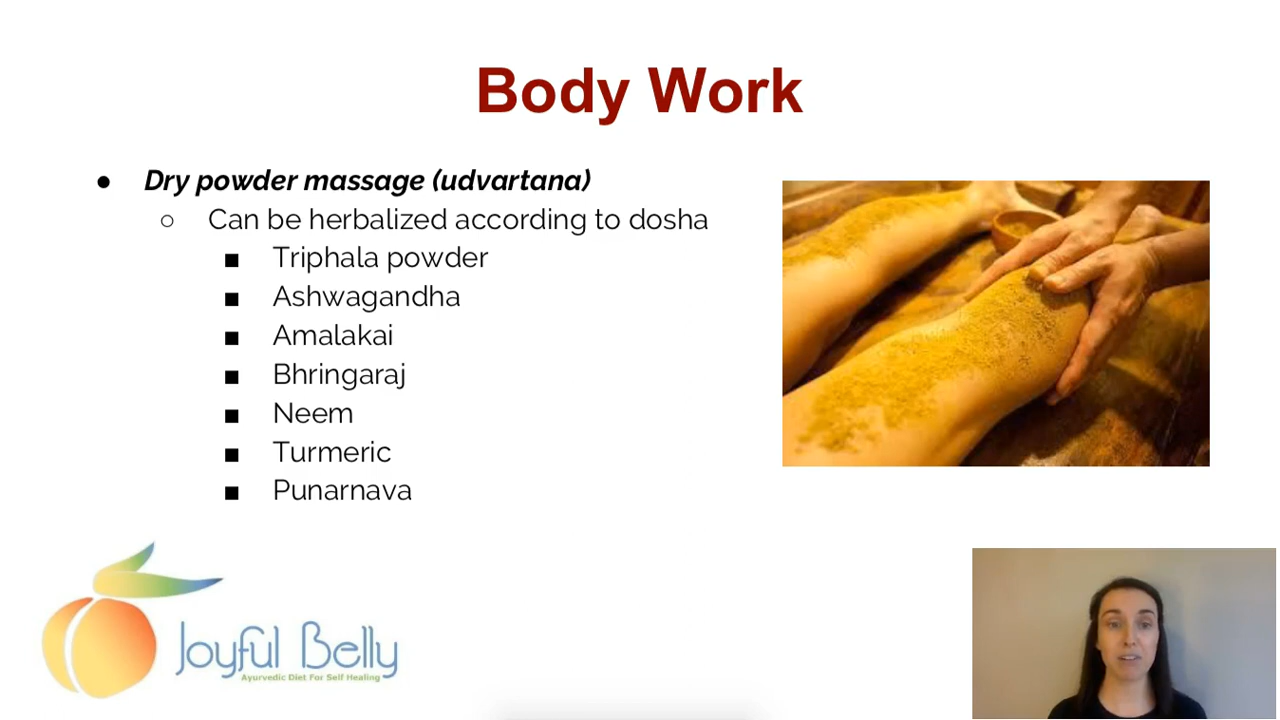 Body Work
● Dry powder massage (udvartana)
○ Can be herbalized according to dosha
■ Triphala powder
■ Ashwagandha
■ Amalakai
■ Bhringaraj
■ Neem
■ Turmeric
■ Punarnava
Joyful Belly
Ayurvedic Diet For Self Healing